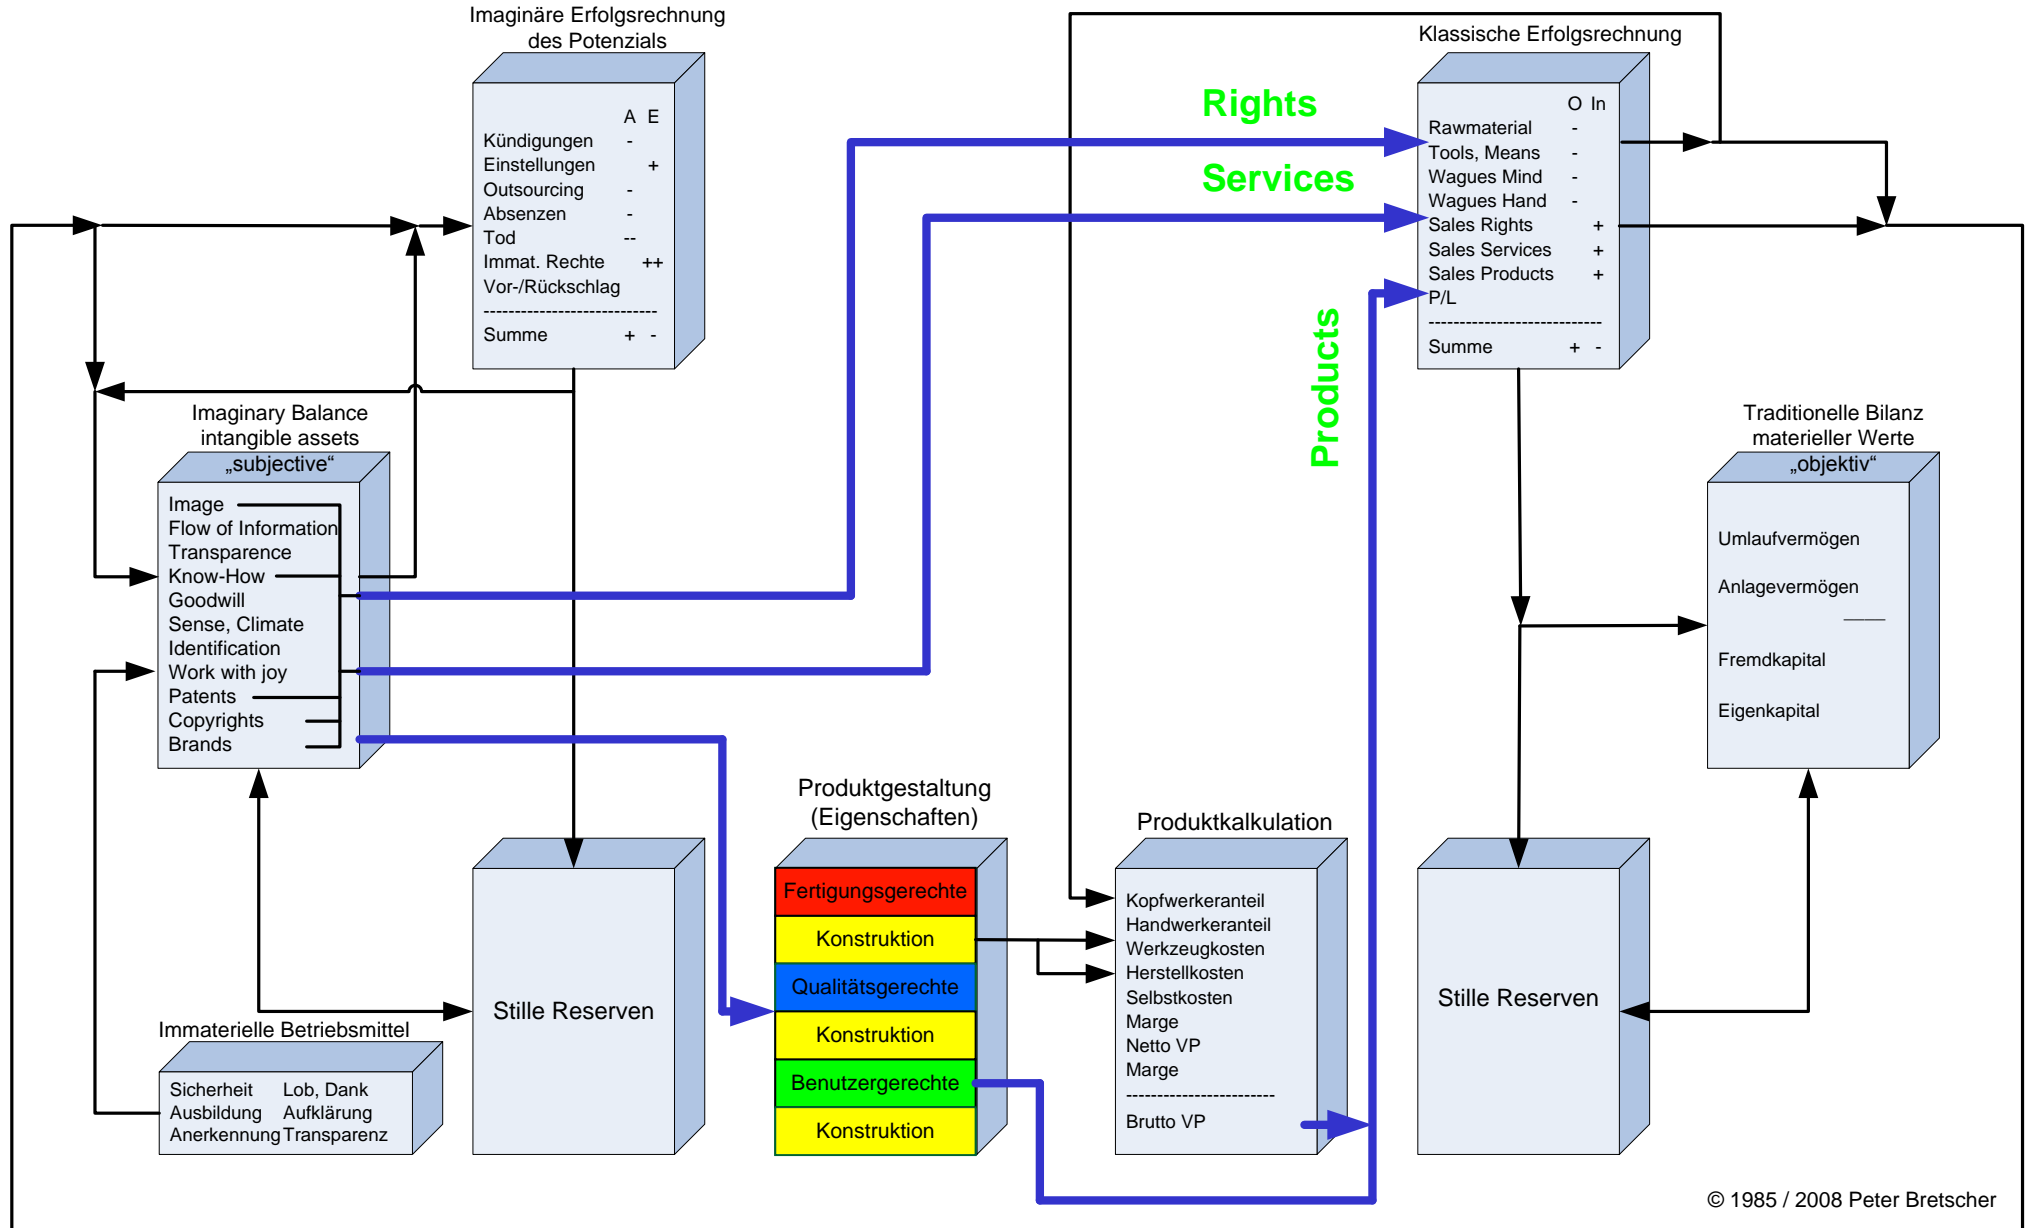 Imaginäre Erfolgsrechnung
des Potenzials
A E
Kündigungen -
Einstellungen +
Outsourcing -
Absenzen -
Tod --
Immat. Rechte ++
Vor-/Rückschlag
----------------------------
Summe + -
Rights
Services
Products
Klassische Erfolgsrechnung
O In
Rawmaterial -
Tools, Means -
Wagues Mind -
Wagues Hand -
Sales Rights +
Sales Services +
Sales Products +
P/L
----------------------------
Summe + -
Imaginary Balance
intangible assets
„subjective“
Image
Flow of Information
Transparence
Know-How
Goodwill
Sense, Climate
Identification
Work with joy
Patents
Copyrights
Brands
Traditionelle Bilanz
materieller Werte
„objektiv“
Umlaufvermögen
Anlagevermögen
Fremdkapital
Eigenkapital
Immaterielle Betriebsmittel
Sicherheit Lob, Dank
Ausbildung Aufklärung
Anerkennung Transparenz
Stille Reserven
Produktgestaltung
(Eigenschaften)
Fertigungsgerechte
Konstruktion
Qualitätsgerechte
Konstruktion
Benutzergerechte
Konstruktion
Produktkalkulation
Kopfwerkeranteil
Handwerkeranteil
Werkzeugkosten
Herstellkosten
Selbstkosten
Marge
Netto VP
Marge
------------------------
Brutto VP
Stille Reserven
© 1985 / 2008 Peter Bretscher